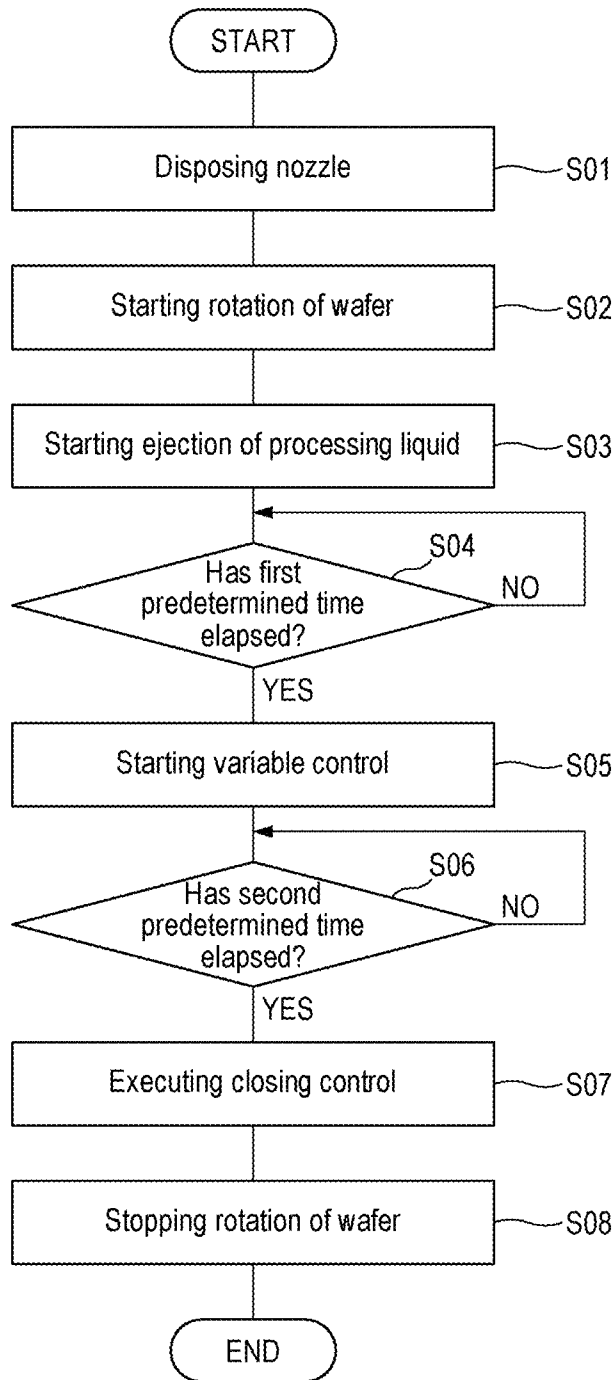 START
Disposing nozzle
S01
Starting rotation of wafer
S02
Starting ejection of processing liquid
S03
S04
Has first
predetermined time
elapsed?
NO
YES
Starting variable control
S05
S06
Has second
predetermined time
elapsed?
NO
YES
Executing closing control
S07
Stopping rotation of wafer
S08
END